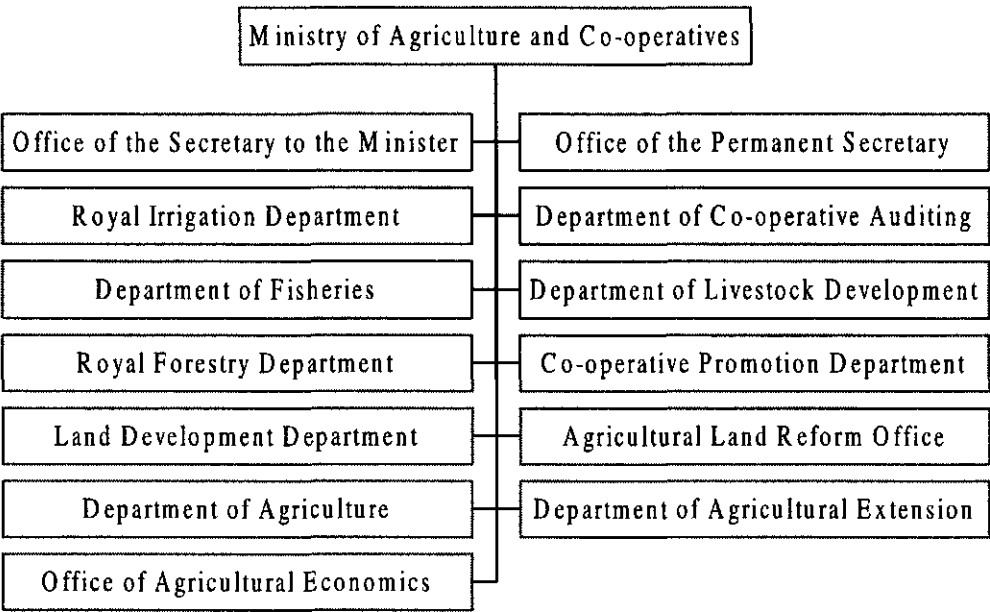 Ministry of Agriculture and Co-operatives
Office of the Secretary to the Minister
Office of the Permanent Secretary
Royal Irrigation Department
Department of Co-operative Auditing
Department of Fisheries
Department of Livestock Development
Royal Forestry Department
Co-operative Promotion Department
Land Development Department
Agricultural Land Reform Office
Department of Agriculture
Department of Agricultural Extension
Office of Agricultural Economics